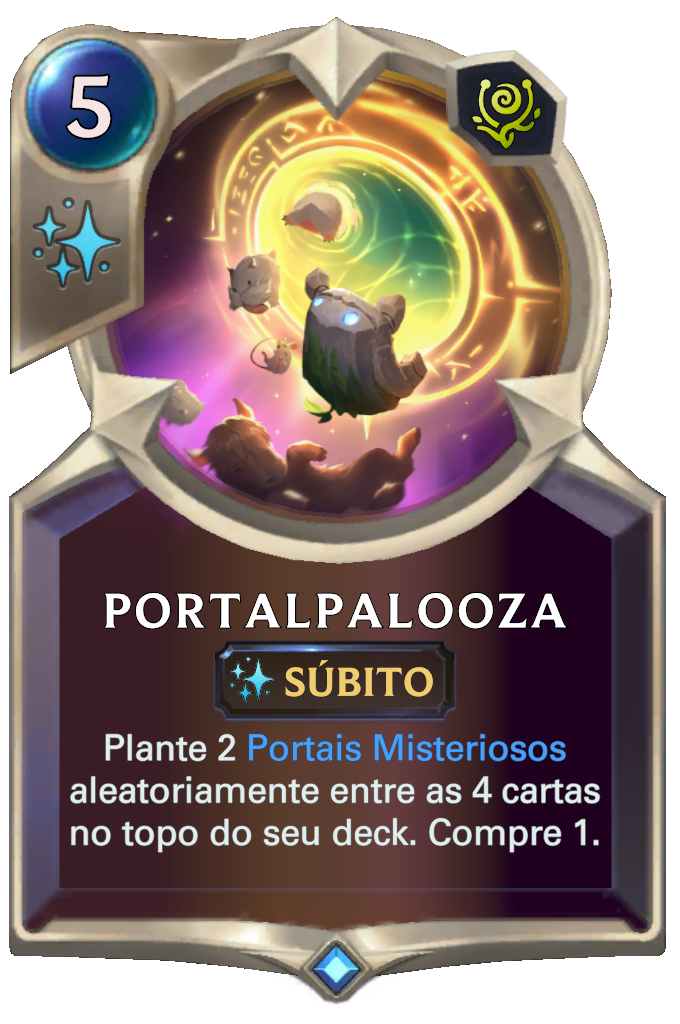 5
PORTALPALOOZA
SÚBITO
Plante 2 Portais Misteriosos
aleatoriamente entre as 4 cartas
no topo do seu deck. Compre 1.